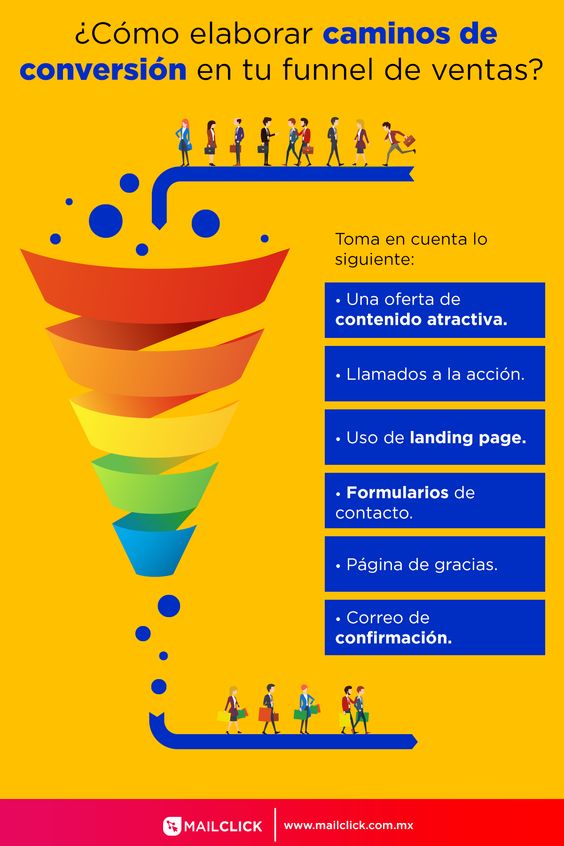 ¿Cómo elaborar caminos de
conversión en tu funnel de ventas?
Toma en cuenta lo
siguiente:
• Una oferta de
contenido atractiva.
• Llamados a la acción.
• Uso de landing page.
• Formularios de
contacto.
• Página de gracias.
• Correo de
confirmación.
MAILCLICK | www.mailclick.com.mx